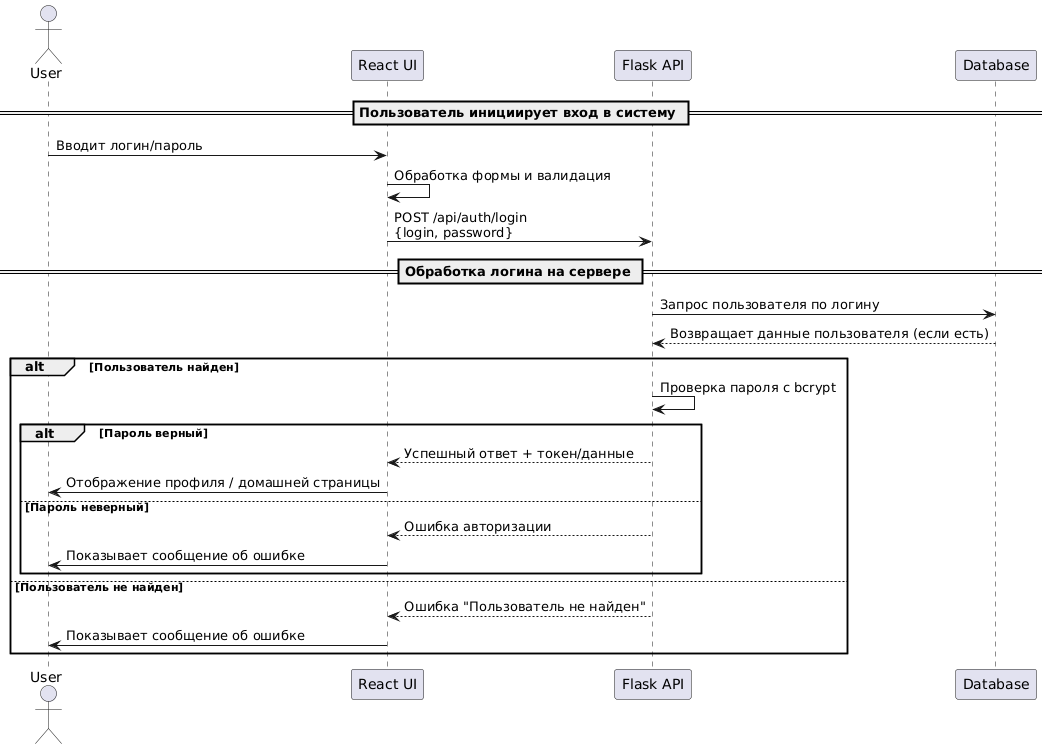 User
React UI
Flask API
Database
Пользователь инициирует вход в систему
Вводит логин/пароль
Обработка формы и валидация
POST /api/auth/login
{login, password}
Обработка логина на сервере
Запрос пользователя по логину
Возвращает данные пользователя (если есть)
alt
[Пользователь найден]
Проверка пароля с bcrypt
alt
[Пароль верный]
Успешный ответ + токен/данные
Отображение профиля / домашней страницы
[Пароль неверный]
Ошибка авторизации
Показывает сообщение об ошибке
[Пользователь не найден]
Ошибка "Пользователь не найден"
Показывает сообщение об ошибке
User
React UI
Flask API
Database